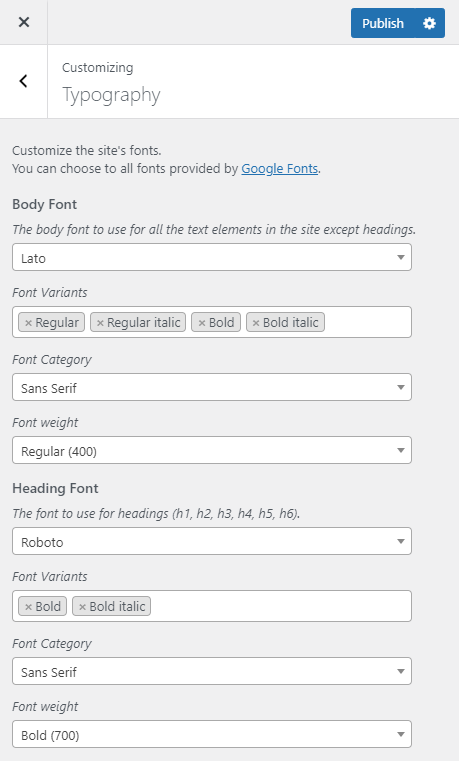 Publish
Customizing
Typography
Customize the site's fonts.
You can choose to all fonts provided by Google Fonts.
Body Font
The body font to use for all the text elements in the site except headings.
Lato
Font Variants
× Regular × Regular italic × Bold × Bold italic
Font Category
Sans Serif
Font weight
Regular (400)
Heading Font
The font to use for headings (h1, h2, h3, h4, h5, h6).
Roboto
Font Variants
× Bold × Bold italic
Font Category
Sans Serif
Font weight
Bold (700)